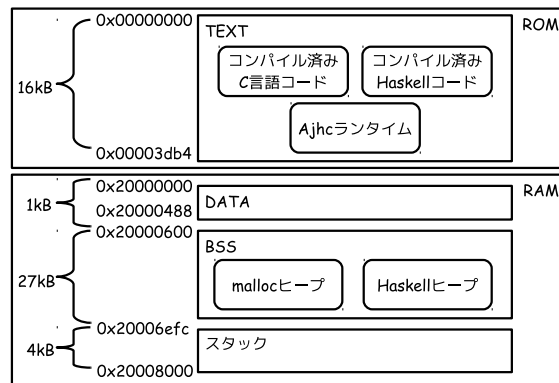 0x00000000
TEXT
ROM
コンパイル済み
C言語コード
コンパイル済み
Haskellコード
16kB
Ajhcランタイム
0x00003db4
0x20000000
RAM
1kB
0x20000488
DATA
0x20000600
BSS
27kB
mallocヒープ
Haskellヒープ
0x20006efc
スタック
4kB
0x20008000